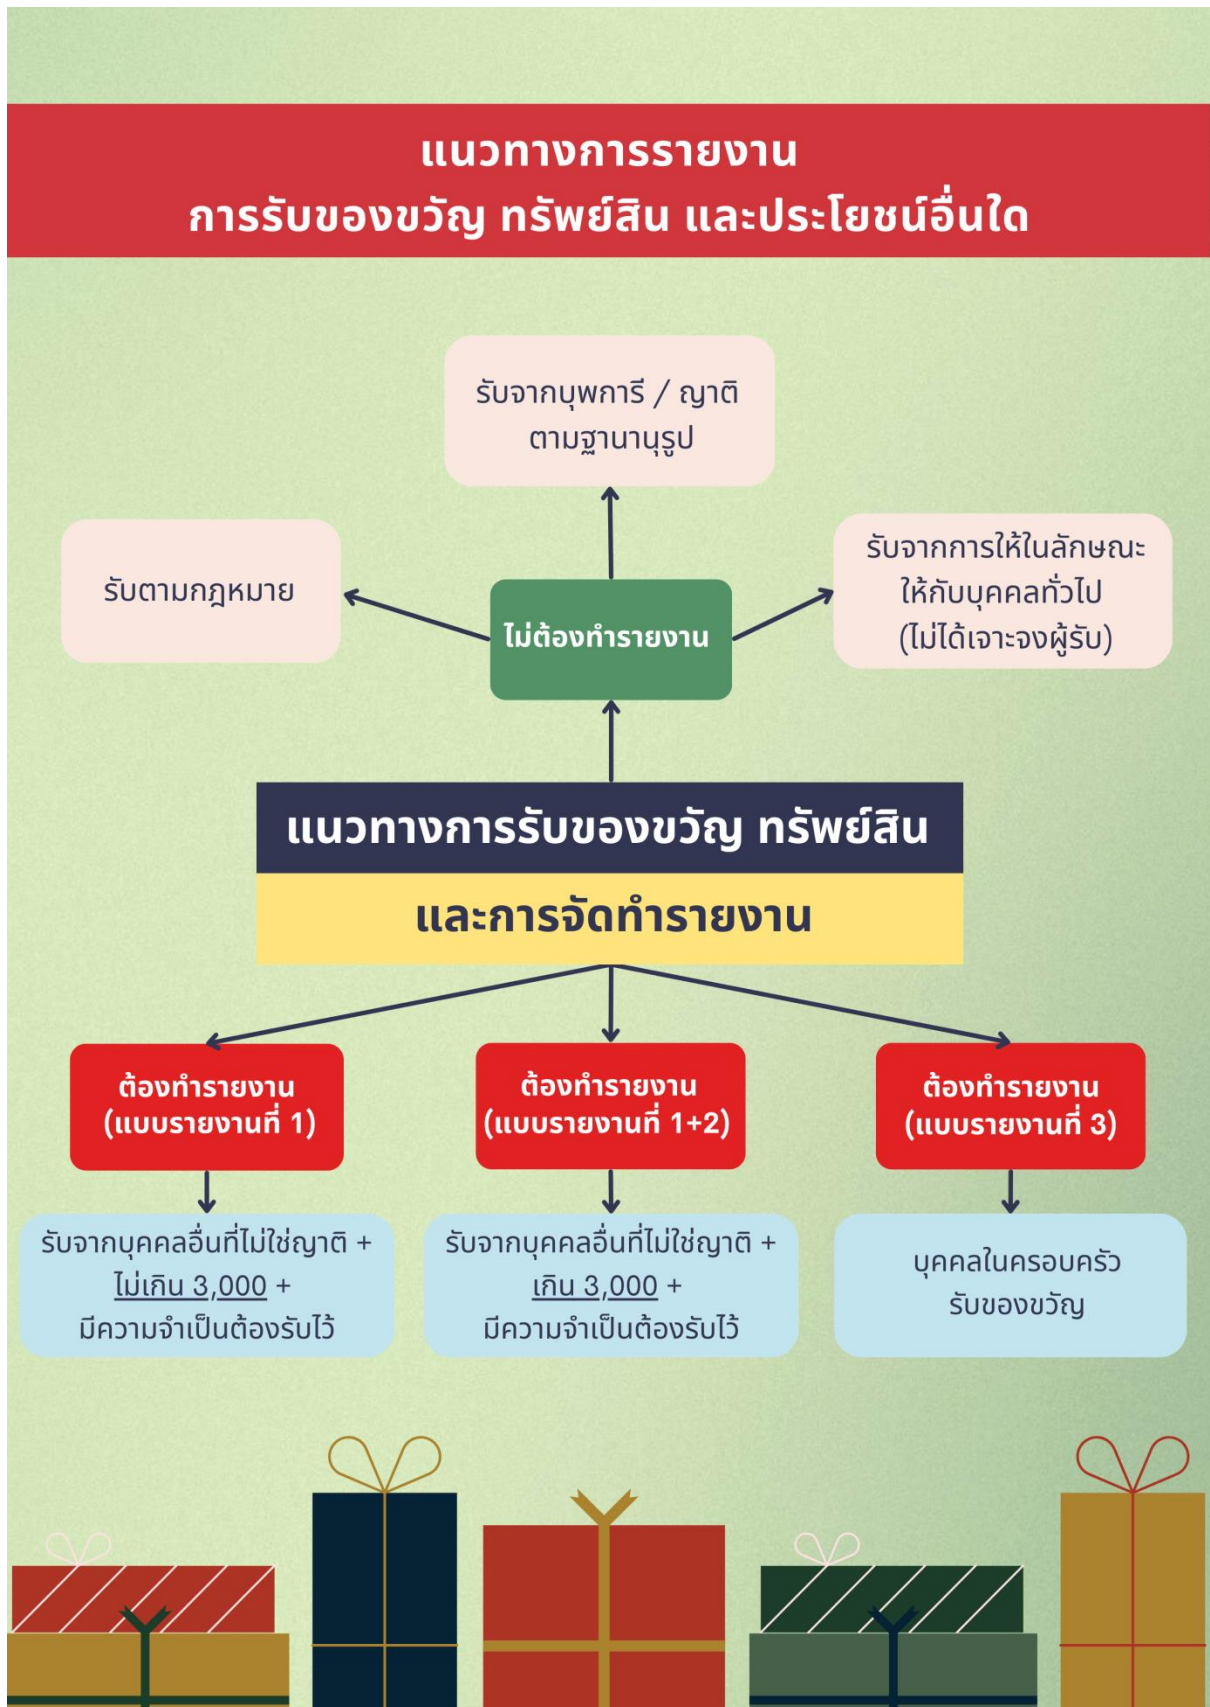 แนวทางการรายงาน
การรับของขวัญ ทรัพย์สิน และประโยชน์อื่นใด
รับจากบุพการี / ญาติ
ตามฐานานุรูป
รับตามกฎหมาย
รับจากการให้ในลักษณะ
ให้กับบุคคลทั่วไป
(ไม่ได้เจาะจงผู้รับ)
ไม่ต้องทำรายงาน
แนวทางการรับของขวัญ ทรัพย์สิน
และการจัดทำรายงาน
ต้องทำรายงาน
(แบบรายงานที่ 1)
ต้องทำรายงาน
(แบบรายงานที่ 1+2)
ต้องทำรายงาน
(แบบรายงานที่ 3)
รับจากบุคคลอื่นที่ไม่ใช่ญาติ +
ไม่เกิน 3,000 +
มีความจำเป็นต้องรับไว้
รับจากบุคคลอื่นที่ไม่ใช่ญาติ +
เกิน 3,000 +
มีความจำเป็นต้องรับไว้
บุคคลในครอบครัว
รับของขวัญ